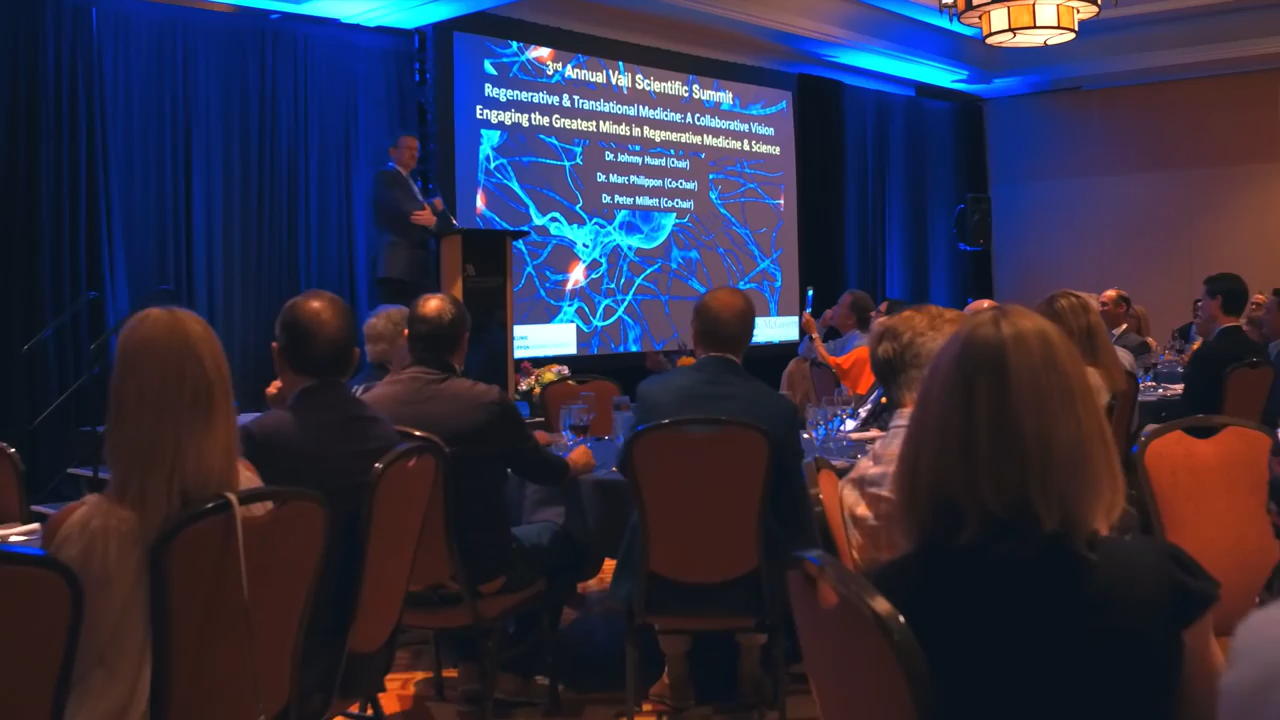 3rd Annual Vail Scientific Summit
Regenerative & Translational Medicine: A Collaborative Vision
Engaging the Greatest Minds in Regenerative Medicine & Science
Dr. Johnny Huard (Chair)
Dr. Marc Philippon (Co-Chair)
Dr. Peter Millett (Co-Chair)